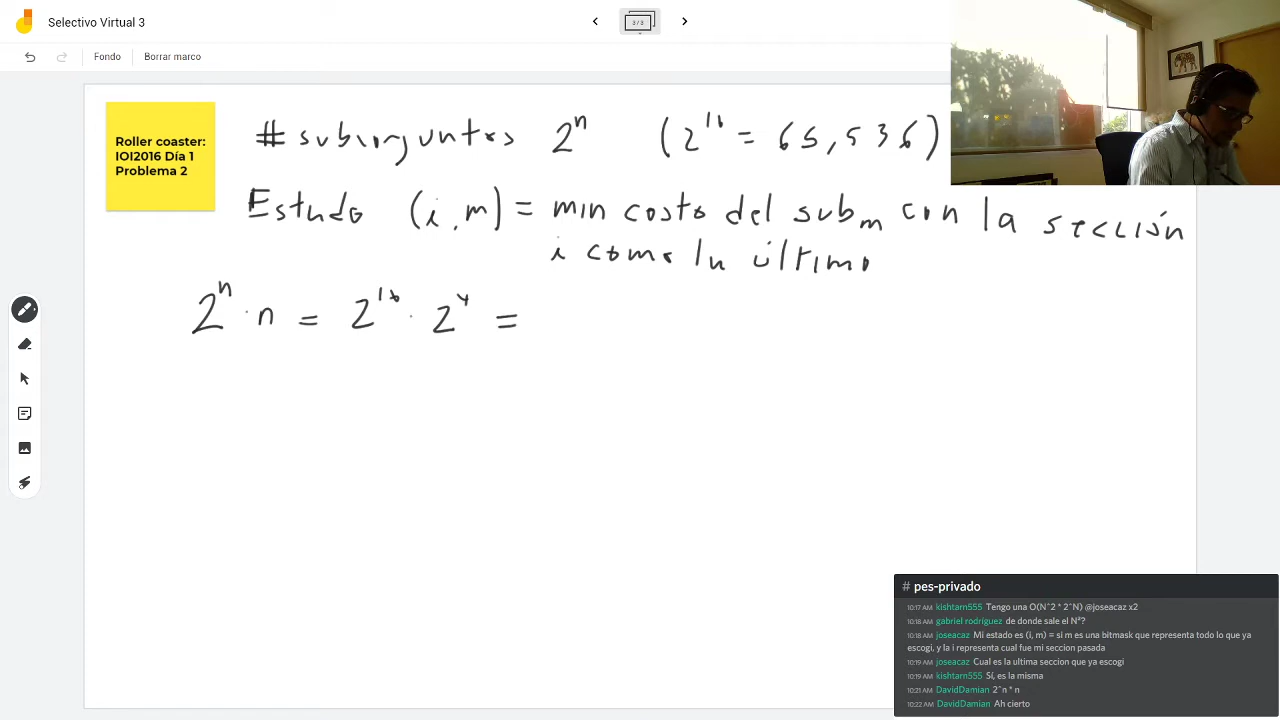 Selectivo Virtual 3
3/3
Fondo
Borrar marco
Roller coaster:
IOI2016 Día 1
Problema 2
# subconjuntos 2^n (2^16 = 65,536)
Estado (i,m) = min costo del sub_m con la sección
i como la último
2^n · n = 2^16 · 2^4 =
# pes-privado
10:17 AM kishtarn555 Tengo una O(N^2 * 2^N) @joseacaz x2
10:18 AM gabriel rodríguez de donde sale el N²?
10:18 AM joseacaz Mi estado es (i, m) = si m es una bitmask que representa todo lo que ya
escogi, y la i representa cual fue mi seccion pasada
10:19 AM joseacaz Cual es la ultima seccion que ya escogi
10:19 AM kishtarn555 Sí, es la misma
10:21 AM DavidDamian 2^n * n
10:22 AM DavidDamian Ah cierto